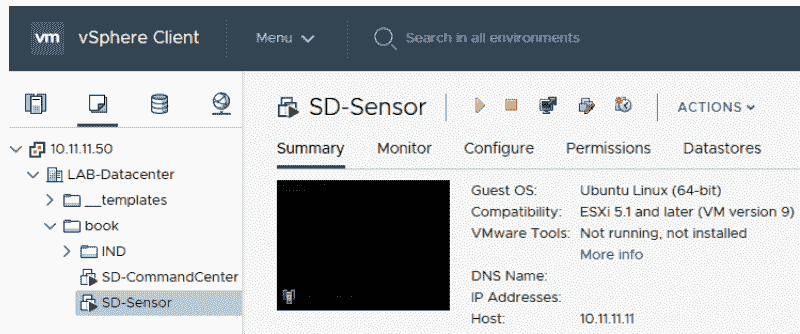 vm vSphere Client Menu Search in all environments
SD-Sensor ACTIONS
Summary Monitor Configure Permissions Datastores
10.11.11.50
LAB-Datacenter
__templates
book
IND
SD-CommandCenter
SD-Sensor
Guest OS: Ubuntu Linux (64-bit)
Compatibility: ESXi 5.1 and later (VM version 9)
VMware Tools: Not running, not installed
More info
DNS Name:
IP Addresses:
Host: 10.11.11.11